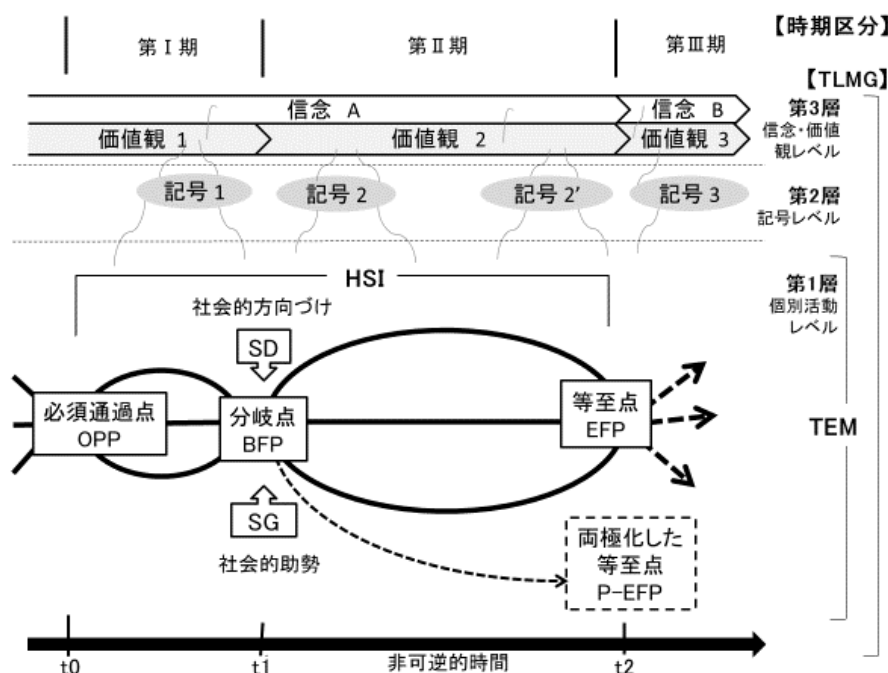 【時期区分】
第Ⅰ期
第Ⅱ期
第Ⅲ期
【TLMG】
信念 A
信念 B
第3層
信念・価値
観レベル
価値観 1
価値観 2
価値観 3
記号 1
記号 2
記号 2’
記号 3
第2層
記号レベル
HSI
第1層
個別活動
レベル
社会的方向づけ
SD
必須通過点
OPP
分岐点
BFP
等至点
EFP
TEM
SG
社会的助勢
両極化した
等至点
P-EFP
t0
t1
非可逆的時間
t2